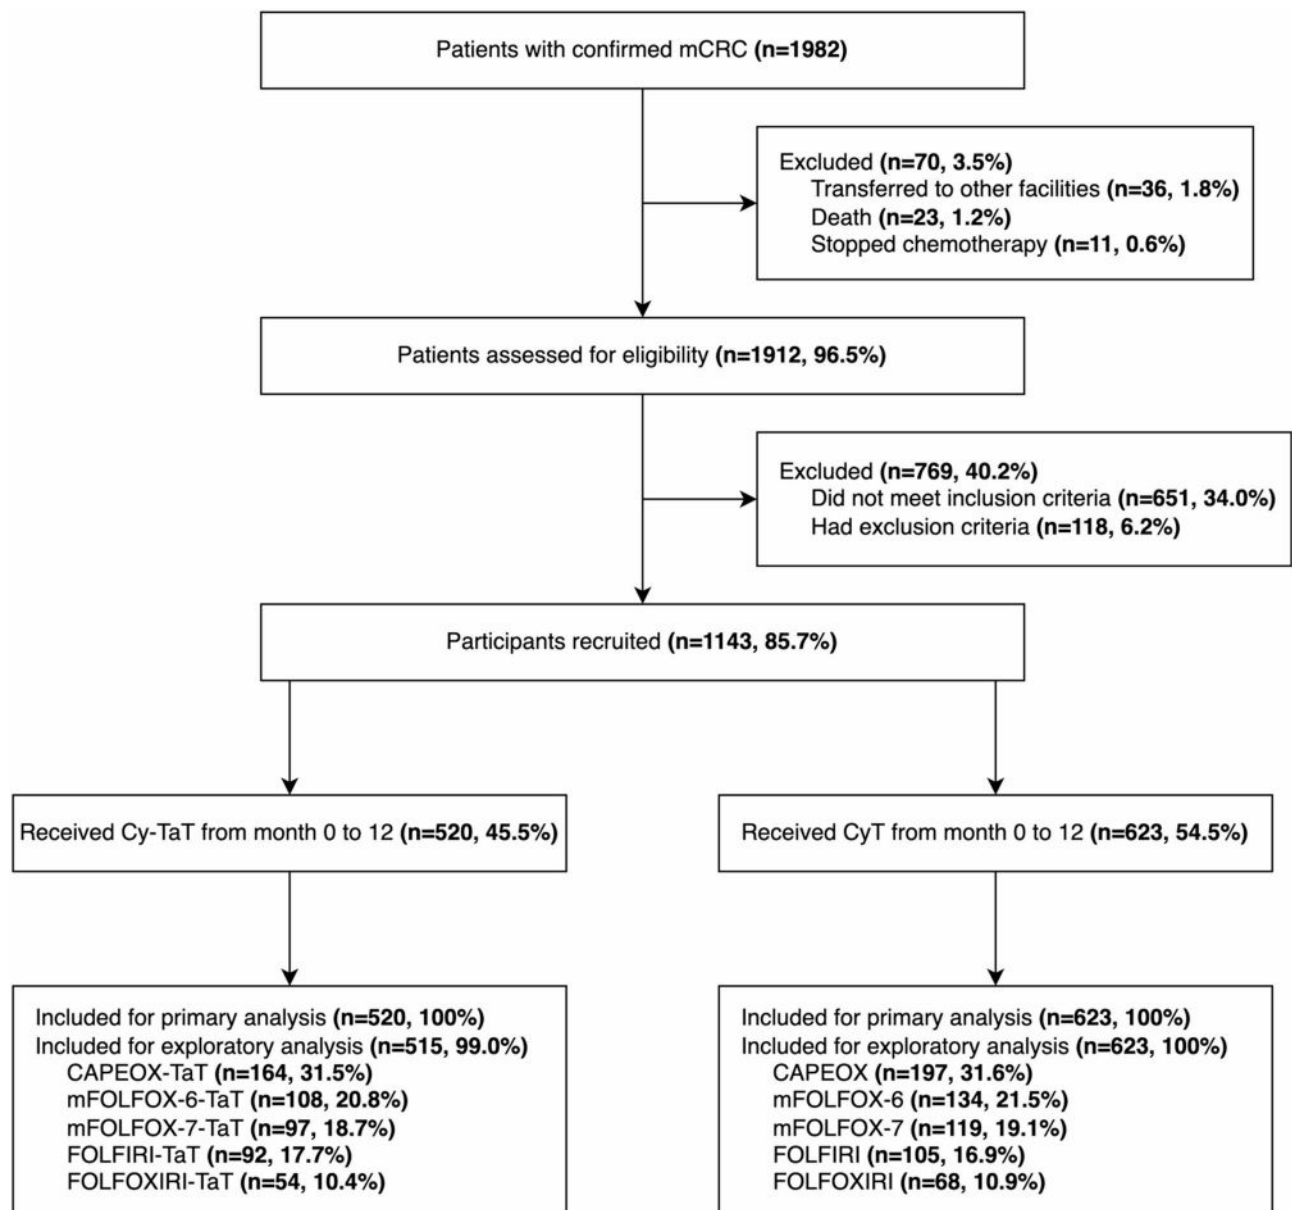 Patients with confirmed mCRC (n=1982)
Excluded (n=70, 3.5%)
Transferred to other facilities (n=36, 1.8%)
Death (n=23, 1.2%)
Stopped chemotherapy (n=11, 0.6%)
Patients assessed for eligibility (n=1912, 96.5%)
Excluded (n=769, 40.2%)
Did not meet inclusion criteria (n=651, 34.0%)
Had exclusion criteria (n=118, 6.2%)
Participants recruited (n=1143, 85.7%)
Received Cy-TaT from month 0 to 12 (n=520, 45.5%)
Received CyT from month 0 to 12 (n=623, 54.5%)
Included for primary analysis (n=520, 100%)
Included for exploratory analysis (n=515, 99.0%)
CAPEOX-TaT (n=164, 31.5%)
mFOLFOX-6-TaT (n=108, 20.8%)
mFOLFOX-7-TaT (n=97, 18.7%)
FOLFIRI-TaT (n=92, 17.7%)
FOLFOXIRI-TaT (n=54, 10.4%)
Included for primary analysis (n=623, 100%)
Included for exploratory analysis (n=623, 100%)
CAPEOX (n=197, 31.6%)
mFOLFOX-6 (n=134, 21.5%)
mFOLFOX-7 (n=119, 19.1%)
FOLFIRI (n=105, 16.9%)
FOLFOXIRI (n=68, 10.9%)